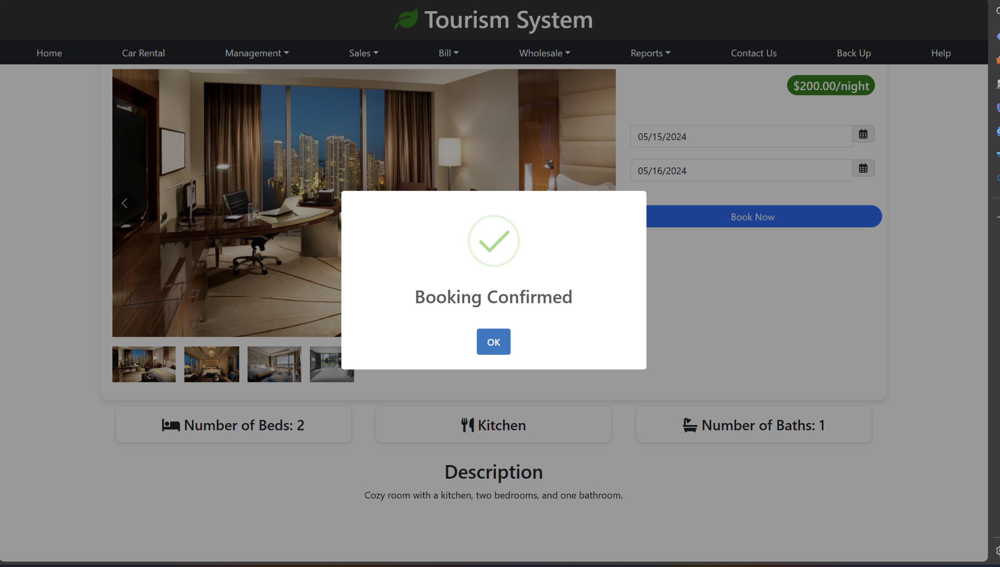 Tourism System
Home Car Rental Management Sales Bill Wholesale Reports Contact Us Back Up Help
$200.00/night
05/15/2024
05/16/2024
Book Now
Booking Confirmed
OK
Number of Beds: 2
Kitchen
Number of Baths: 1
Description
Cozy room with a kitchen, two bedrooms, and one bathroom.